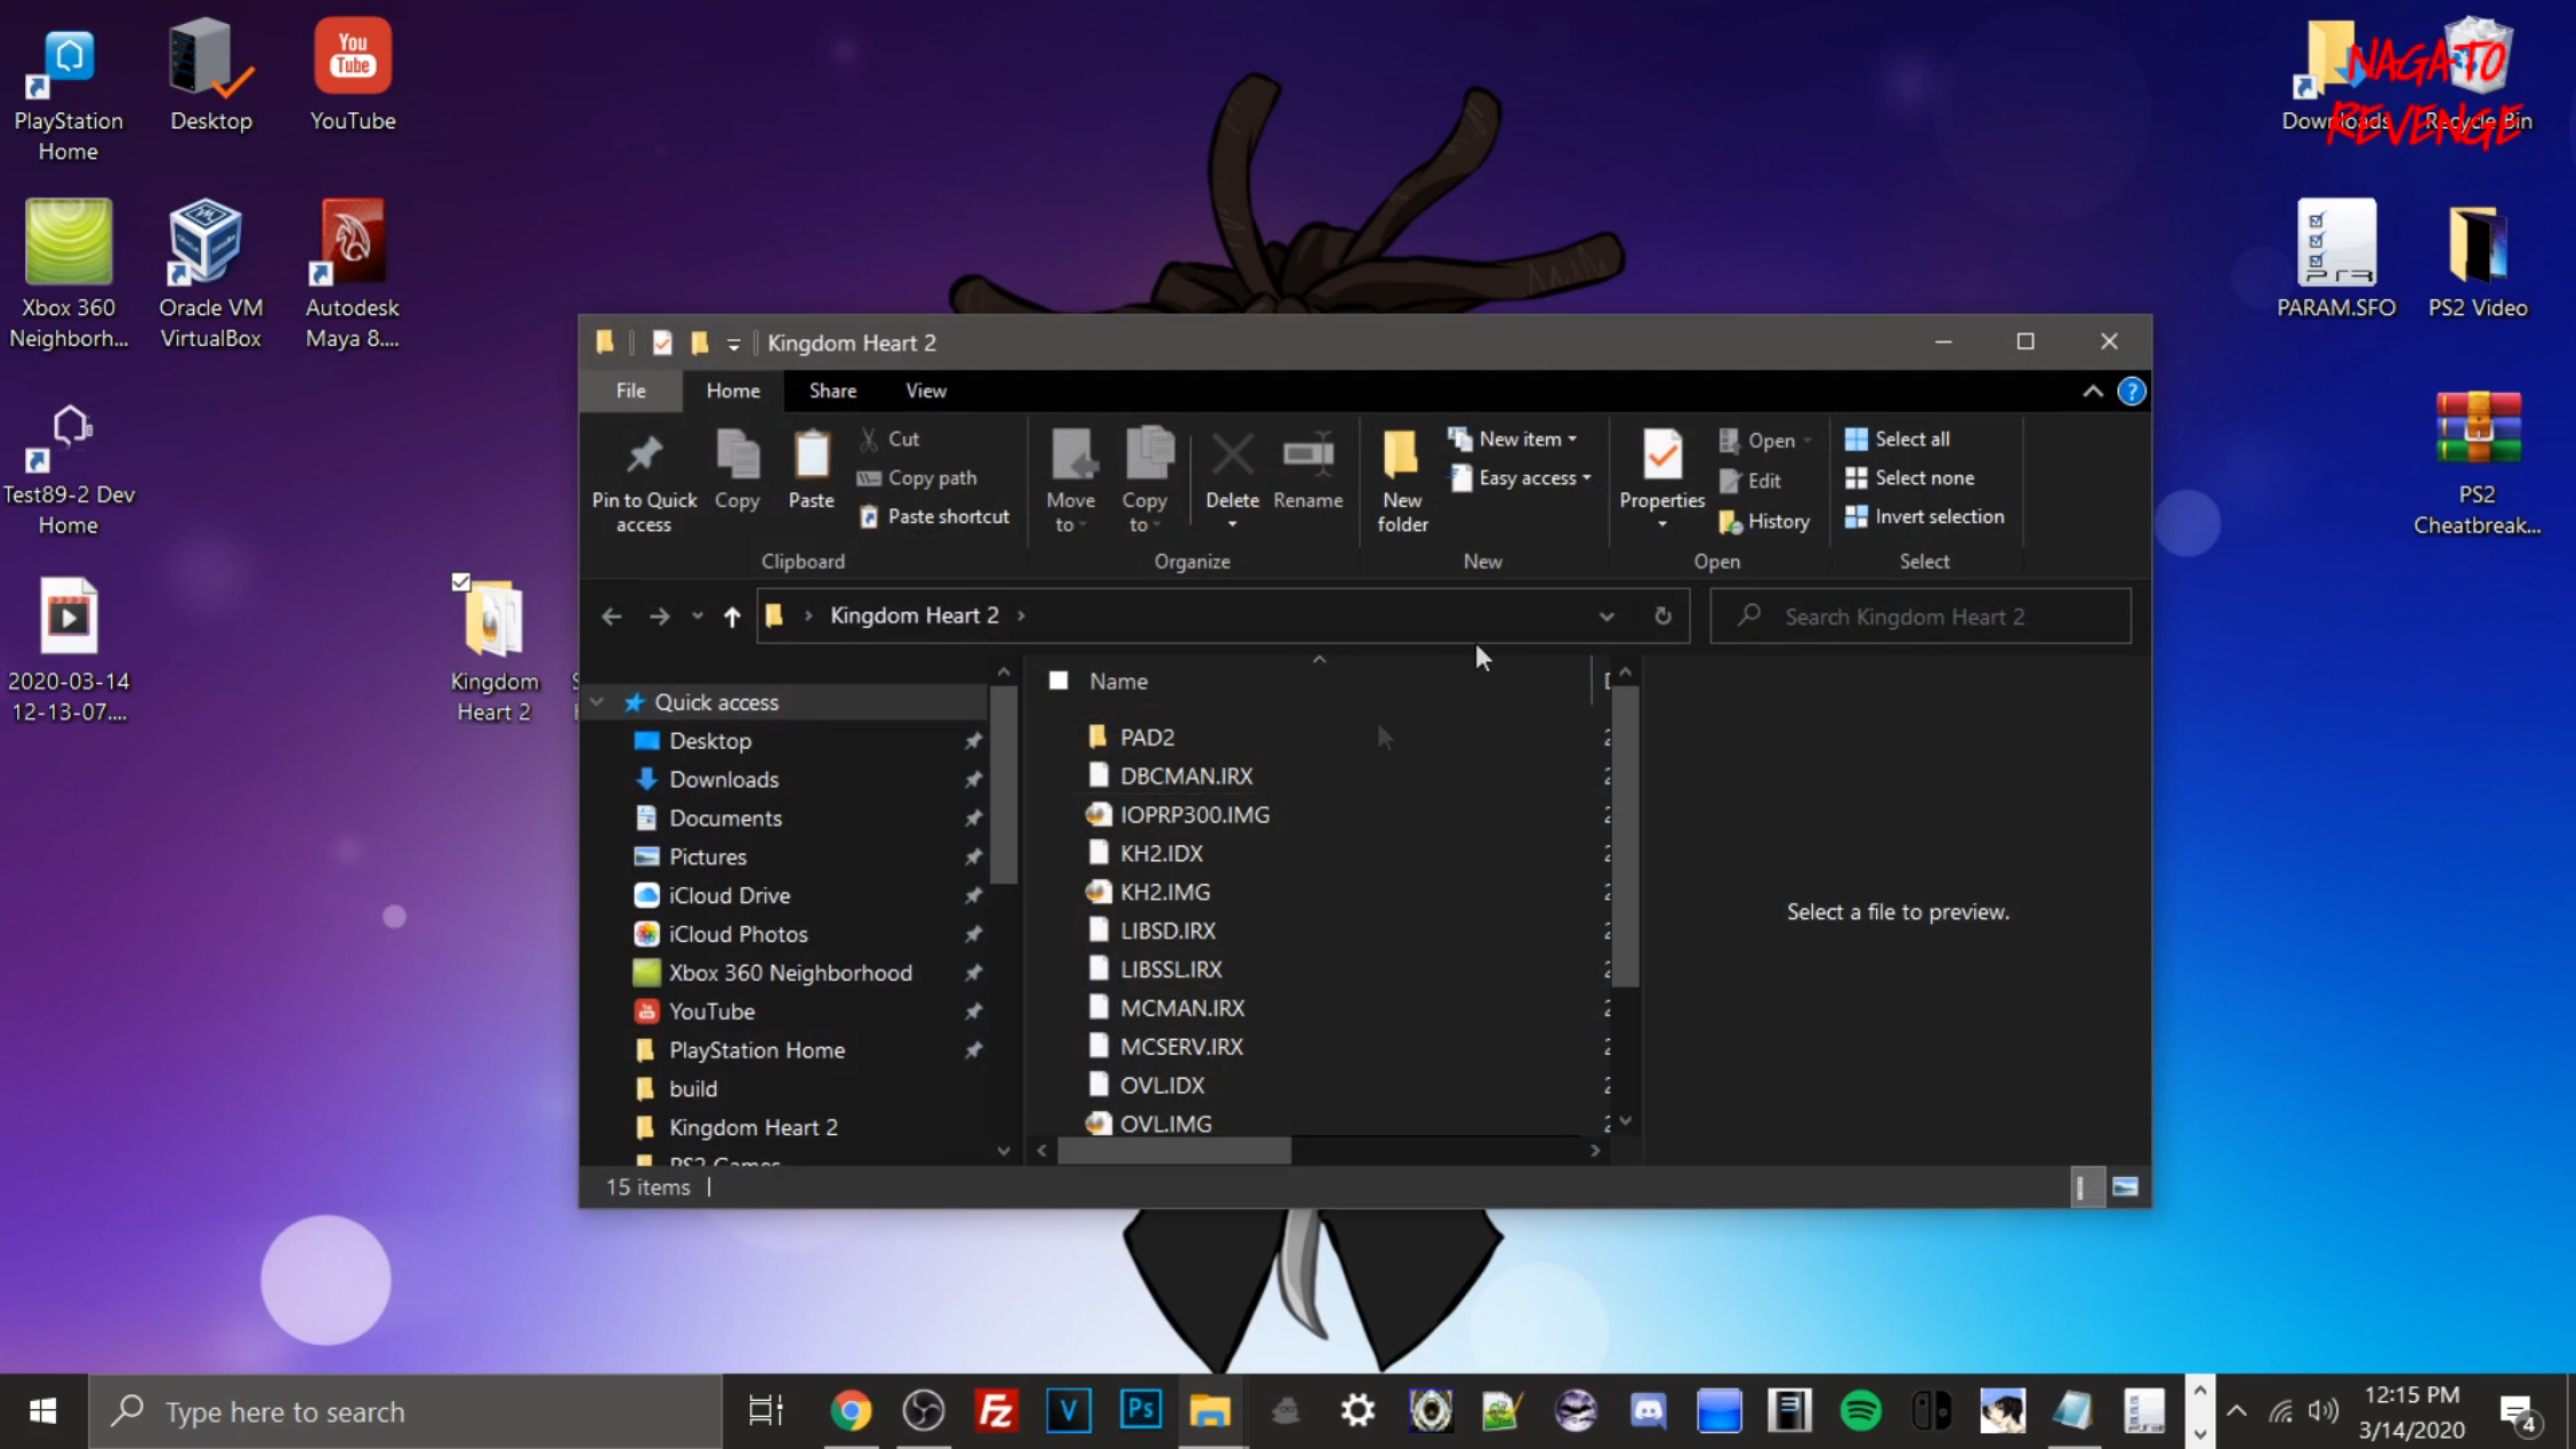 PlayStation
Home
Desktop
You
Tube
YouTube
Downloads
Recycle Bin
NAGATO
REVENGE
Xbox 360
Neighborh...
Oracle VM
VirtualBox
Autodesk
Maya 8....
PARAM.SFO
PS2 Video
Test89-2 Dev
Home
PS2
Cheatbreak...
2020-03-14
12-13-07....
Kingdom
Heart 2
Kingdom Heart 2
File
Home
Share
View
Pin to Quick
access
Copy
Paste
Cut
Copy path
Paste shortcut
Clipboard
Move
to
Copy
to
Delete
Rename
Organize
New
folder
New item
Easy access
New
Properties
Open
Edit
History
Open
Select all
Select none
Invert selection
Select
Kingdom Heart 2
Search Kingdom Heart 2
Quick access
Desktop
Downloads
Documents
Pictures
iCloud Drive
iCloud Photos
Xbox 360 Neighborhood
YouTube
PlayStation Home
build
Kingdom Heart 2
PS2 Games
Name
PAD2
DBCMAN.IRX
IOPRP300.IMG
KH2.IDX
KH2.IMG
LIBSD.IRX
LIBSSL.IRX
MCMAN.IRX
MCSERV.IRX
OVL.IDX
OVL.IMG
Select a file to preview.
15 items
Type here to search
Fz
V
Ps
12:15 PM
3/14/2020
4